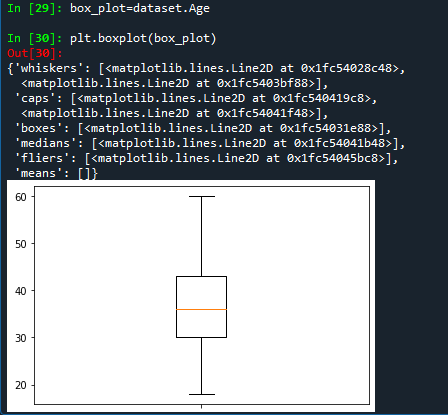 In [29]: box_plot=dataset.Age
In [30]: plt.boxplot(box_plot)
Out[30]:
{'whiskers': [<matplotlib.lines.Line2D at 0x1fc54028c48>,
<matplotlib.lines.Line2D at 0x1fc5403bf88>],
'caps': [<matplotlib.lines.Line2D at 0x1fc540419c8>,
<matplotlib.lines.Line2D at 0x1fc54041f48>],
'boxes': [<matplotlib.lines.Line2D at 0x1fc54031e88>],
'medians': [<matplotlib.lines.Line2D at 0x1fc54041b48>],
'fliers': [<matplotlib.lines.Line2D at 0x1fc54045bc8>],
'means': []}
60
50
40
30
20